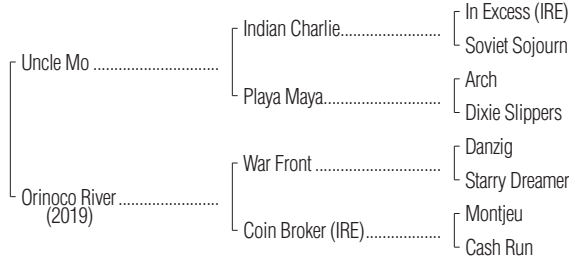 In Excess (IRE)
Indian Charlie
Soviet Sojourn
Uncle Mo
Arch
Playa Maya
Dixie Slippers
Danzig
War Front
Starry Dreamer
Orinoco River
(2019)
Montjeu
Coin Broker (IRE)
Cash Run